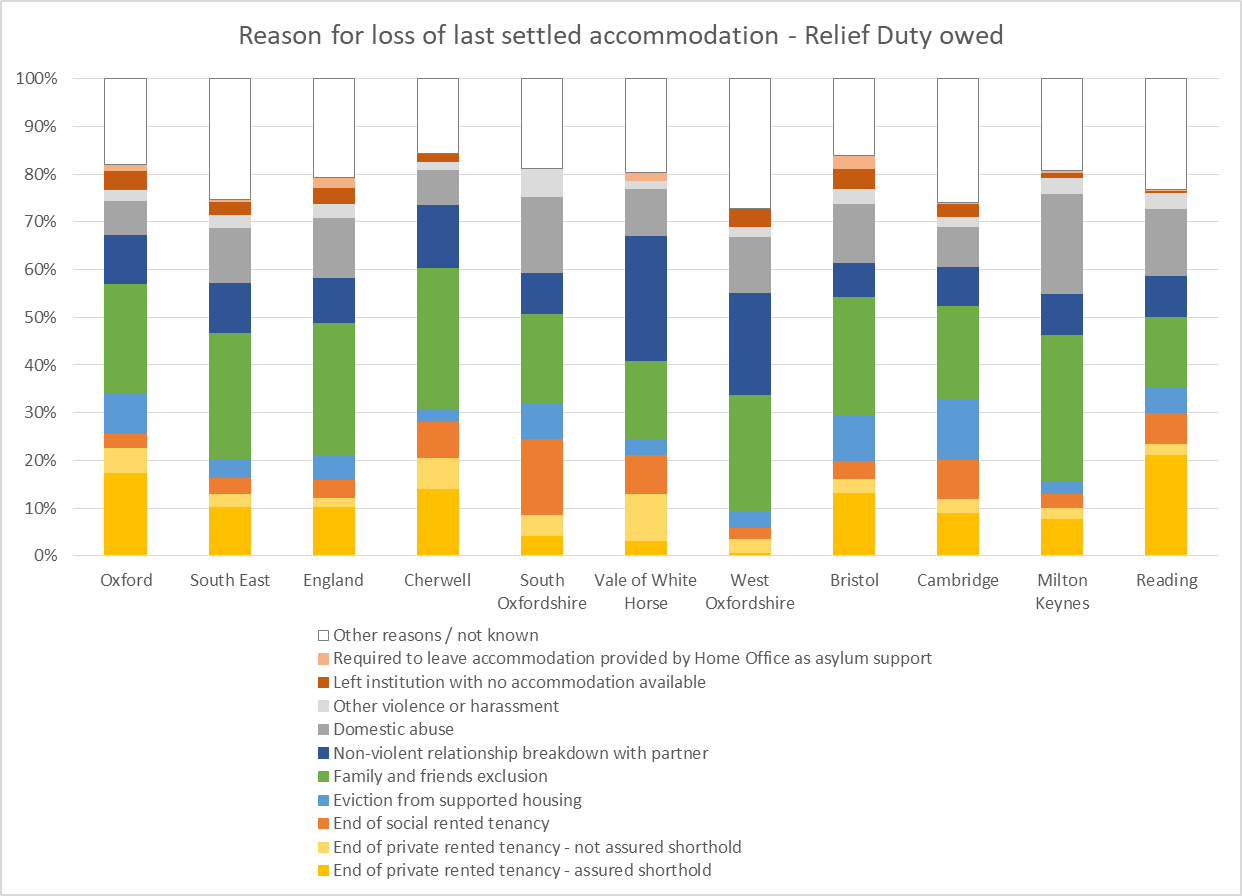 Reason for loss of last settled accommodation - Relief Duty owed
100%
90%
80%
70%
60%
50%
40%
30%
20%
10%
0%
Oxford
South East
England
Cherwell
South
Oxfordshire
Vale of White
Horse
West
Oxfordshire
Bristol
Cambridge
Milton
Keynes
Reading
Other reasons / not known
Required to leave accommodation provided by Home Office as asylum support
Left institution with no accommodation available
Other violence or harassment
Domestic abuse
Non-violent relationship breakdown with partner
Family and friends exclusion
Eviction from supported housing
End of social rented tenancy
End of private rented tenancy - not assured shorthold
End of private rented tenancy - assured shorthold